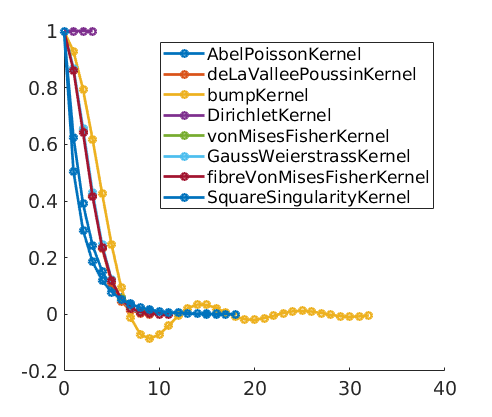 1
0.8
0.6
0.4
0.2
0
-0.2
0
10
20
30
40
AbelPoissonKernel
deLaValleePoussinKernel
bumpKernel
DirichletKernel
vonMisesFisherKernel
GaussWeierstrassKernel
fibreVonMisesFisherKernel
SquareSingularityKernel